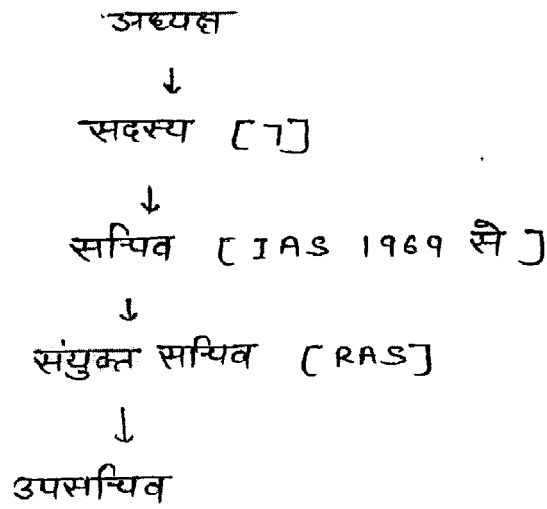 अध्यक्ष
↓
सदस्य [7]
↓
सचिव [IAS 1969 से]
↓
संयुक्त सचिव [RAS]
↓
उपसचिव